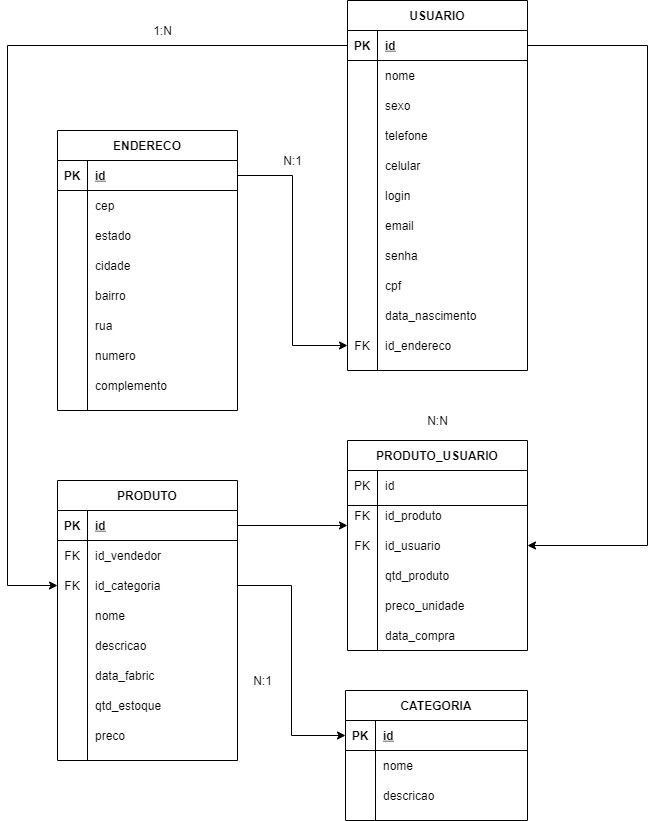 1:N
USUARIO
PK id
nome
sexo
telefone
celular
login
email
senha
cpf
data_nascimento
FK id_endereco
N:1
ENDERECO
PK id
cep
estado
cidade
bairro
rua
numero
complemento
N:N
PRODUTO_USUARIO
PK id
FK id_produto
FK id_usuario
qtd_produto
preco_unidade
data_compra
PRODUTO
PK id
FK id_vendedor
FK id_categoria
nome
descricao
data_fabric
qtd_estoque
preco
N:1
CATEGORIA
PK id
nome
descricao